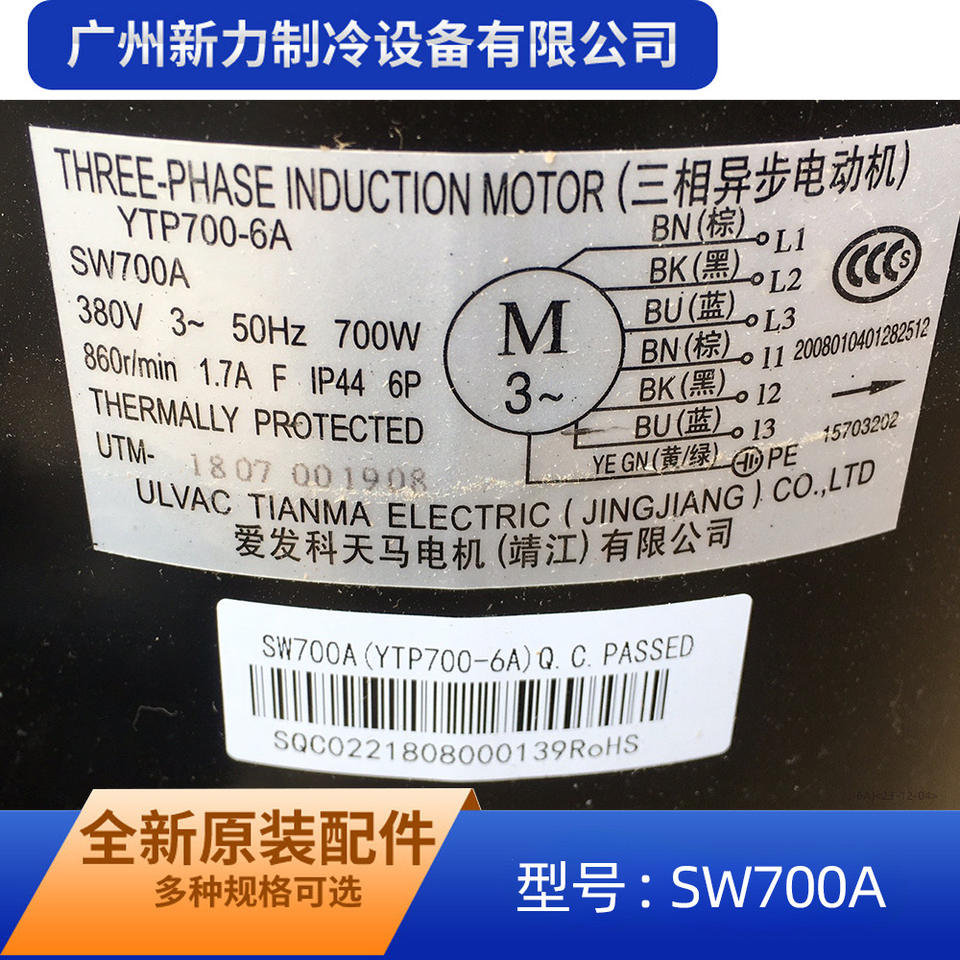 广州新力制冷设备有限公司
THREE-PHASE INDUCTION MOTOR (三相异步电动机)
YTP700-6A
SW700A
380V 3~ 50Hz 700W
860r/min 1.7A F IP44 6P
THERMALLY PROTECTED
UTM- 1807 001908
M
3~
BN(棕) L1
BK(黑) L2
BU(蓝) L3
BN(棕) l1
BK(黑) l2
BU(蓝) l3
YE GN(黄/绿) PE
CCC S
2008010401282512
15703202
ULVAC TIANMA ELECTRIC ( JINGJIANG ) CO.,LTD
爱发科天马电机(靖江)有限公司
SW700A(YTP700-6A)Q.C.PASSED
SQC0221808000139RoHS
全新原装配件
多种规格可选
型号：SW700A